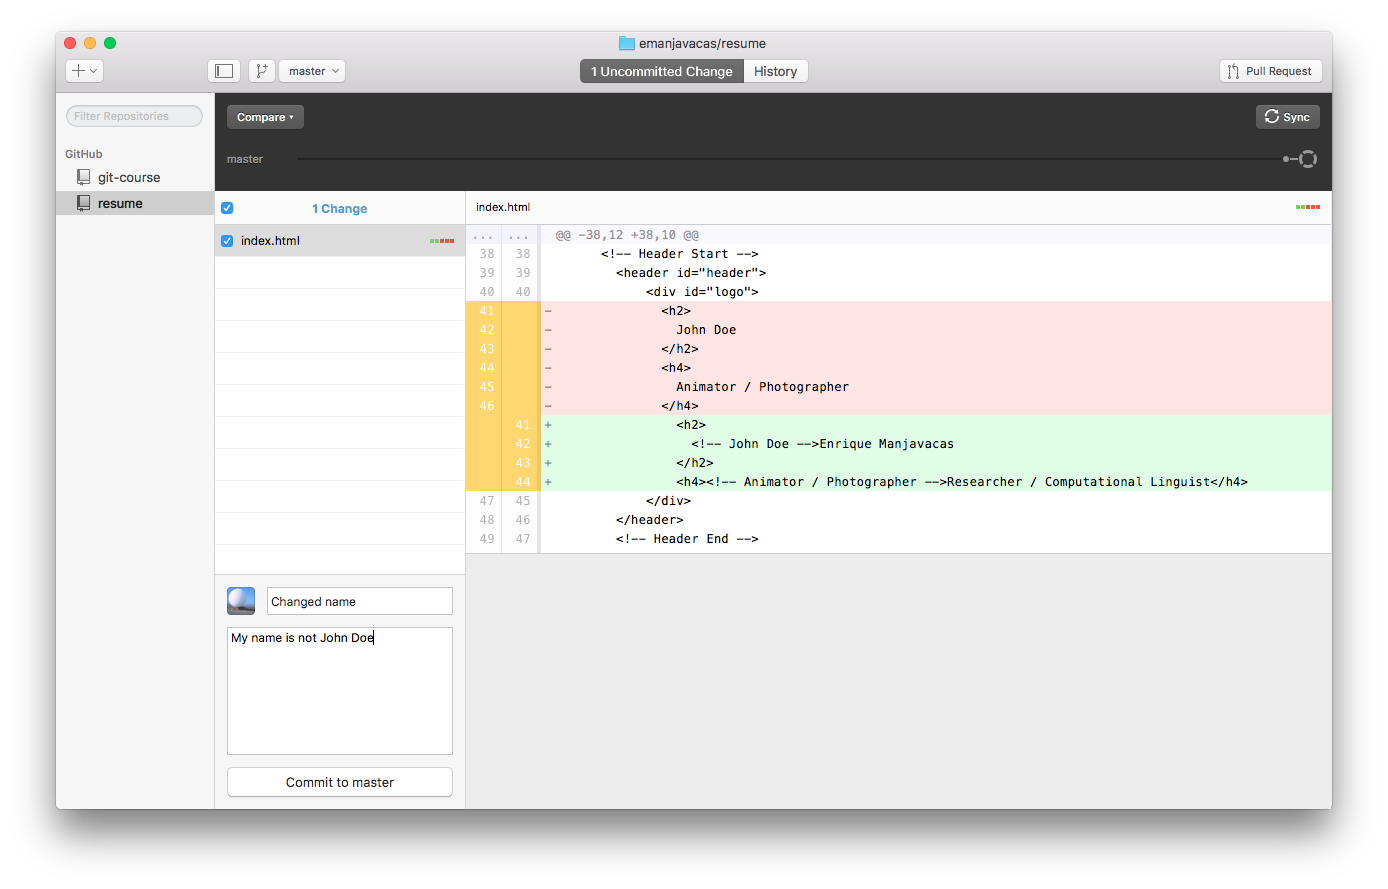 emanjavacas/resume
master
1 Uncommitted Change
History
Pull Request
Filter Repositories
GitHub
git-course
resume
Compare
Sync
master
1 Change
index.html
index.html
... ... @@ -38,12 +38,10 @@
38 38 <!-- Header Start -->
39 39 <header id="header">
40 40 <div id="logo">
41 - <h2>
42 - John Doe
43 - </h2>
44 - <h4>
45 - Animator / Photographer
46 - </h4>
41 + <h2>
42 + <!-- John Doe -->Enrique Manjavacas
43 + </h2>
44 + <h4><!-- Animator / Photographer -->Researcher / Computational Linguist</h4>
47 45 </div>
48 46 </header>
49 47 <!-- Header End -->
Changed name
My name is not John Doe
Commit to master